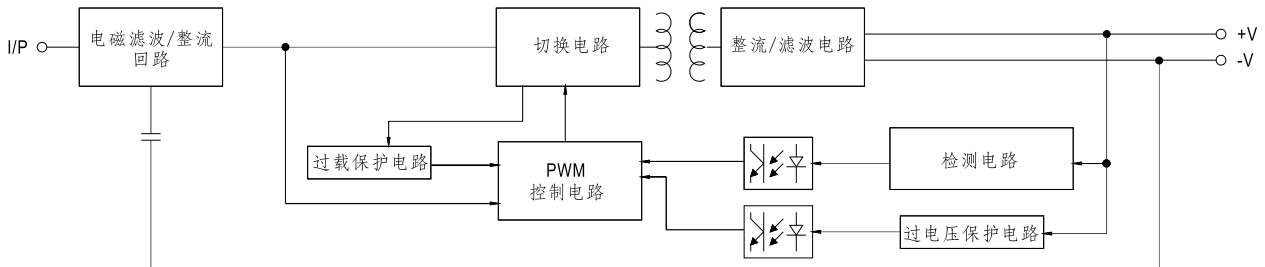 I/P
电磁滤波/整流
回路
切换电路
整流/滤波电路
+V
-V
过载保护电路
PWM
控制电路
检测电路
过电压保护电路